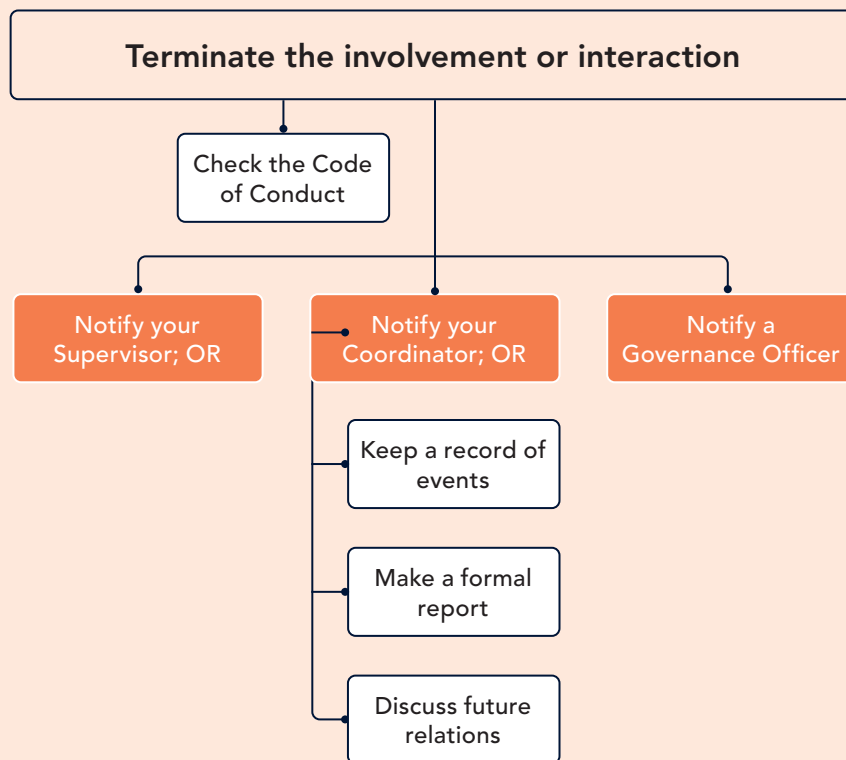 Terminate the involvement or interaction
Check the Code
of Conduct
Notify your
Supervisor; OR
Notify your
Coordinator; OR
Notify a
Governance Officer
Keep a record of
events
Make a formal
report
Discuss future
relations